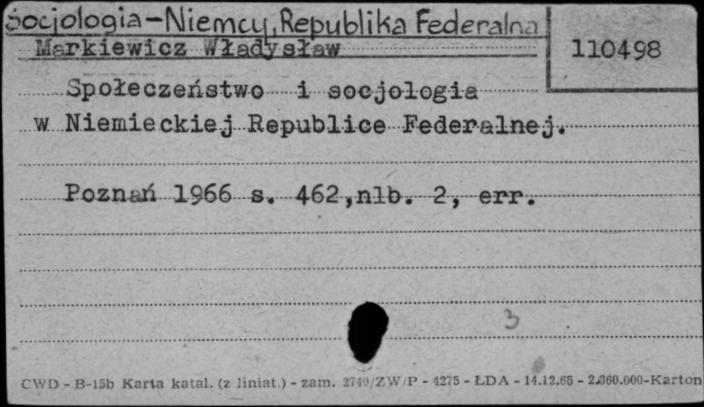 Socjologia-Niemcy, Republika Federalna
Markiewicz Władysław
110498
Społeczeństwo i socjologia
w Niemieckiej Republice Federalnej.
Poznań 1966 s. 462,nlb. 2, err.
3
CWD - B-15b Karta katal. (z liniat.) - zam. 2740/ZW/P - 4275 - ŁDA - 14.12.65 - 2.360.000-Karton